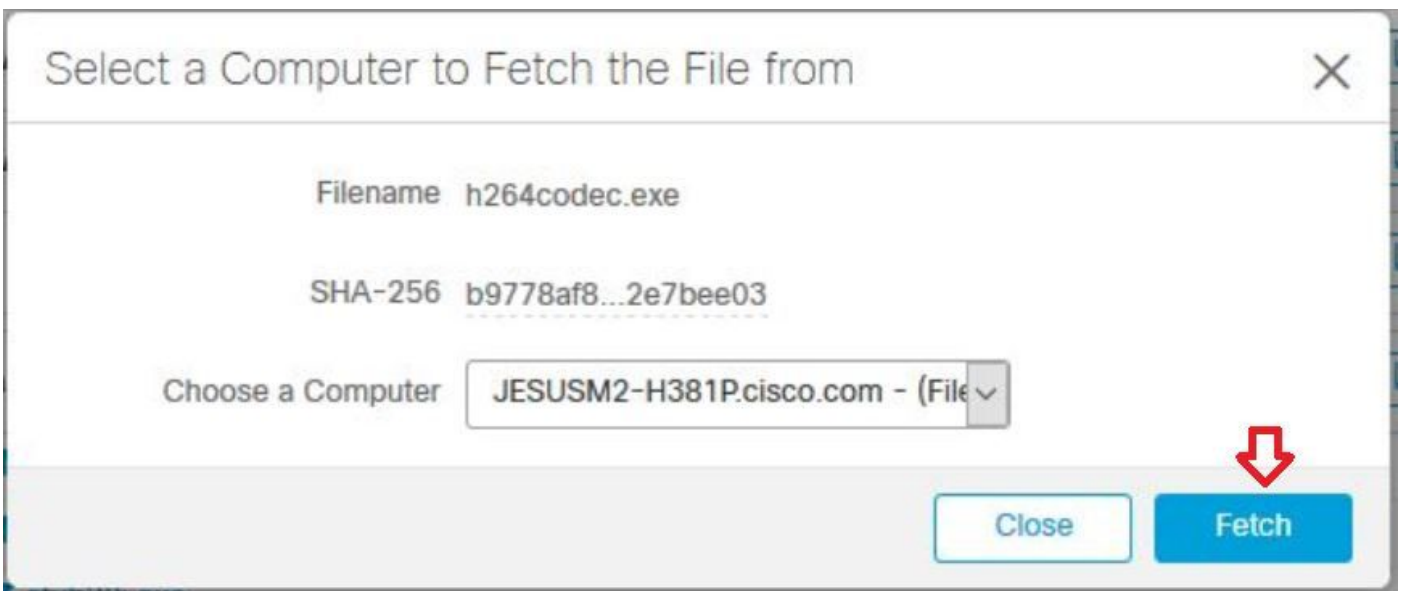 Select a Computer to Fetch the File from
Filename h264codec.exe
SHA-256 b9778af8...2e7bee03
Choose a Computer JESUSM2-H381P.cisco.com - (File
Close Fetch